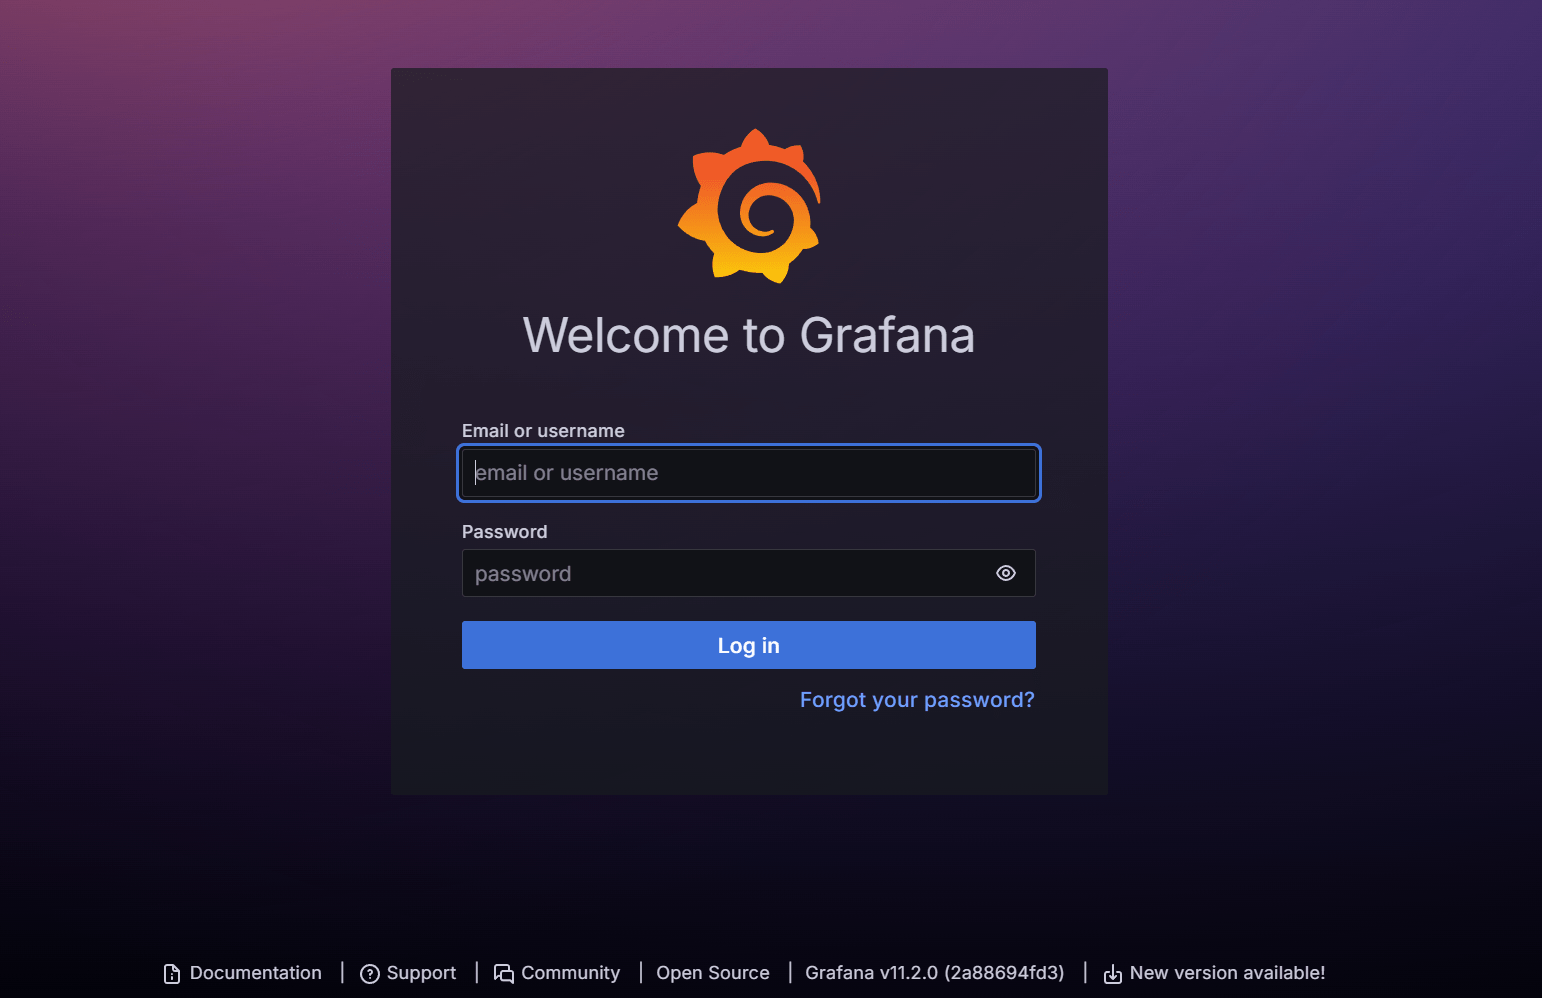 Welcome to Grafana
Email or username
email or username
Password
password
Log in
Forgot your password?
Documentation | Support | Community | Open Source | Grafana v11.2.0 (2a88694fd3) | New version available!